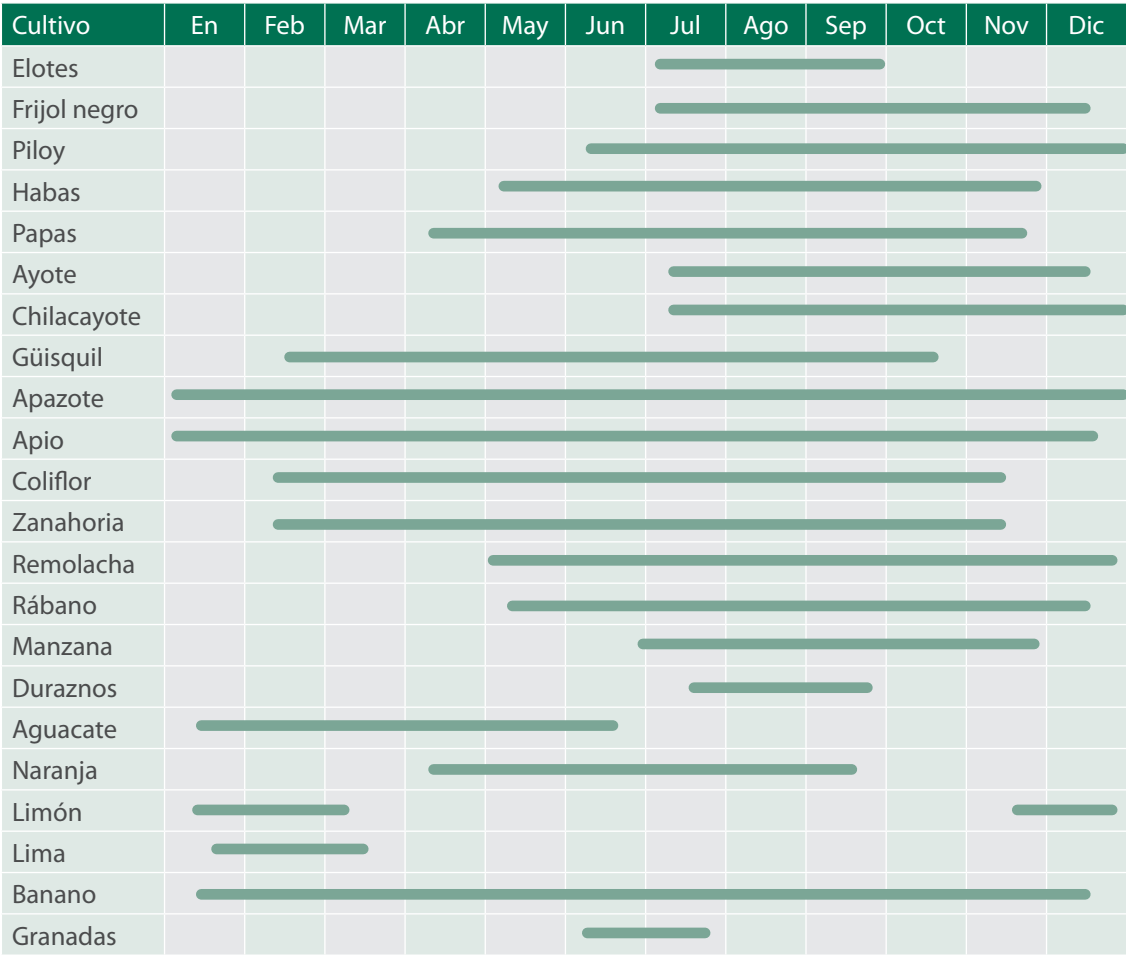 Cultivo En Feb Mar Abr May Jun Jul Ago Sep Oct Nov Dic
Elotes
Frijol negro
Piloy
Habas
Papas
Ayote
Chilacayote
Güisquil
Apazote
Apio
Coliflor
Zanahoria
Remolacha
Rábano
Manzana
Duraznos
Aguacate
Naranja
Limón
Lima
Banano
Granadas